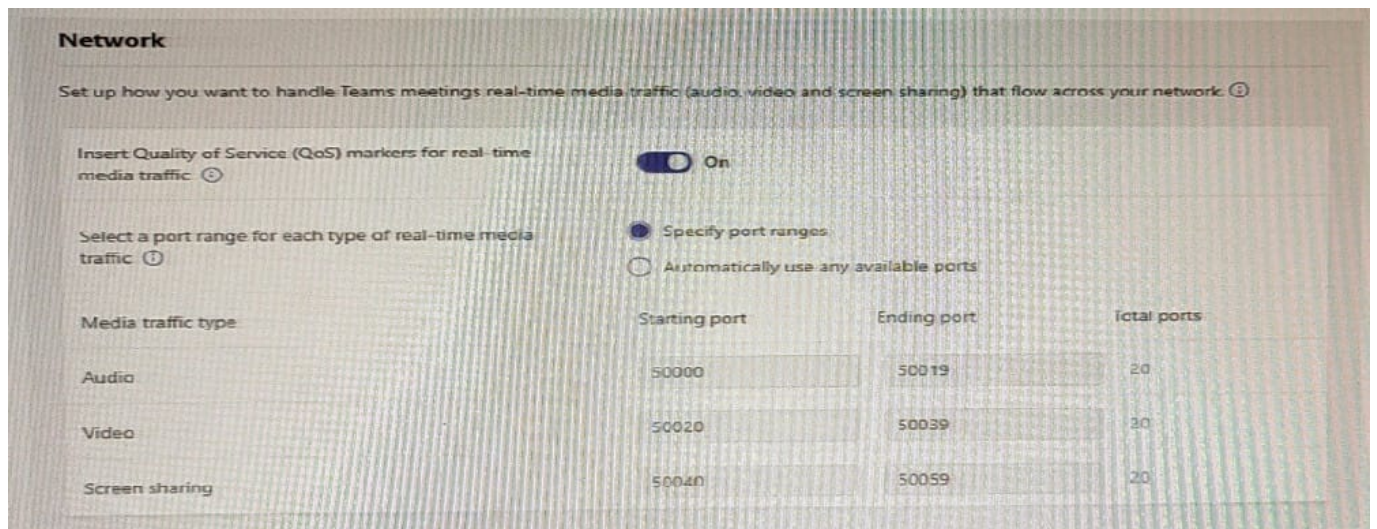 Network
Set up how you want to handle Teams meetings real-time media traffic (audio, video and screen sharing) that flow across your network.
Insert Quality of Service (QoS) markers for real-time
media traffic
On
Select a port range for each type of real-time media
traffic
Specify port ranges
Automatically use any available ports
Media traffic type Starting port Ending port Total ports
Audio 50000 50019 20
Video 50020 50039 20
Screen sharing 50040 50059 20